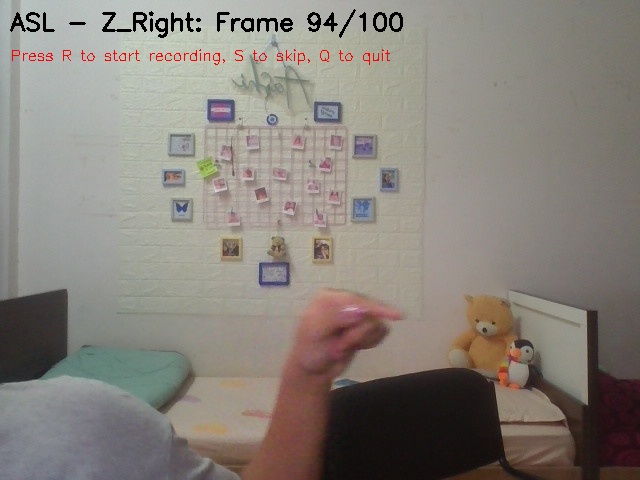 ASL - Z_Right: Frame 94/100
Press R to start recording, S to skip, Q to quit